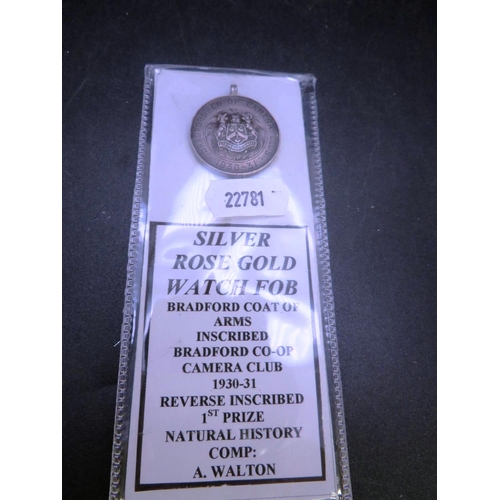 22781
SILVER
ROSE GOLD
WATCH FOB
BRADFORD COAT OF
ARMS
INSCRIBED
BRADFORD CO-OP
CAMERA CLUB
1930-31
REVERSE INSCRIBED
1ST PRIZE
NATURAL HISTORY
COMP:
A. WALTON